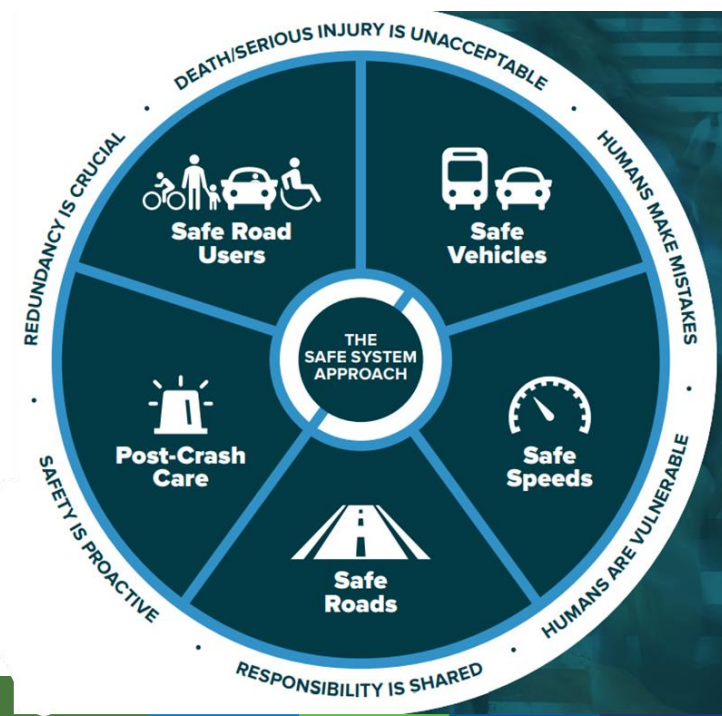 DEATH/SERIOUS INJURY IS UNACCEPTABLE
HUMANS MAKE MISTAKES
HUMANS ARE VULNERABLE
RESPONSIBILITY IS SHARED
SAFETY IS PROACTIVE
REDUNDANCY IS CRUCIAL
Safe Road
Users
Safe
Vehicles
THE
SAFE SYSTEM
APPROACH
Post-Crash
Care
Safe
Speeds
Safe
Roads